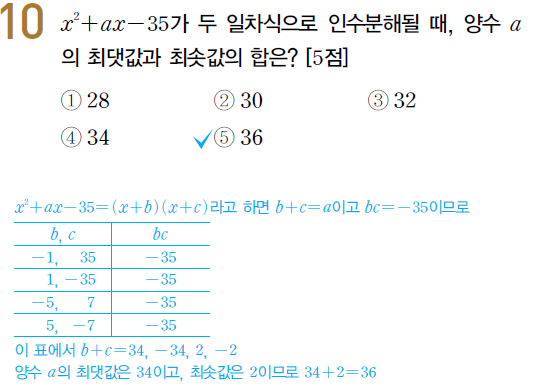 10 x²+ax−35가 두 일차식으로 인수분해될 때, 양수 a
의 최댓값과 최솟값의 합은? [5점]
① 28 ② 30 ③ 32
④ 34 ⑤ 36
x²+ax−35=(x+b)(x+c)라고 하면 b+c=a이고 bc=−35이므로
b, c bc
−1, 35 −35
1, −35 −35
−5, 7 −35
5, −7 −35
이 표에서 b+c=34, −34, 2, −2
양수 a의 최댓값은 34이고, 최솟값은 2이므로 34+2=36